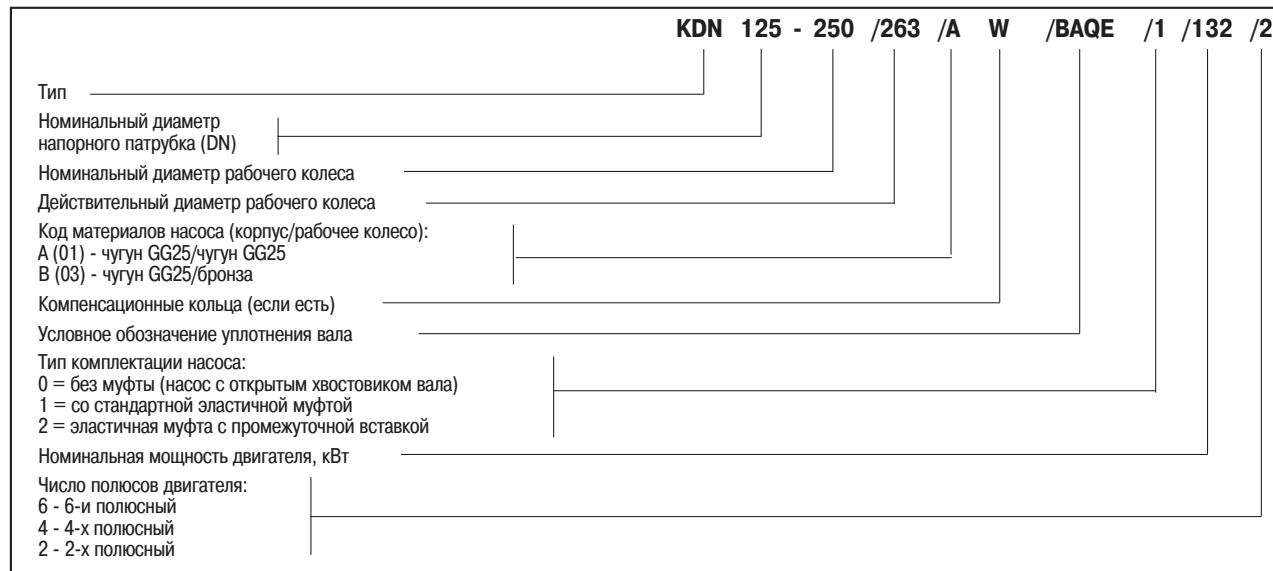 KDN 125 - 250 /263 /A W /BAQE /1 /132 /2
Тип
Номинальный диаметр
напорного патрубка (DN)
Номинальный диаметр рабочего колеса
Действительный диаметр рабочего колеса
Код материалов насоса (корпус/рабочее колесо):
A (01) - чугун GG25/чугун GG25
B (03) - чугун GG25/бронза
Компенсационные кольца (если есть)
Условное обозначение уплотнения вала
Тип комплектации насоса:
0 = без муфты (насос с открытым хвостовиком вала)
1 = со стандартной эластичной муфтой
2 = эластичная муфта с промежуточной вставкой
Номинальная мощность двигателя, кВт
Число полюсов двигателя:
6 - 6-и полюсный
4 - 4-х полюсный
2 - 2-х полюсный